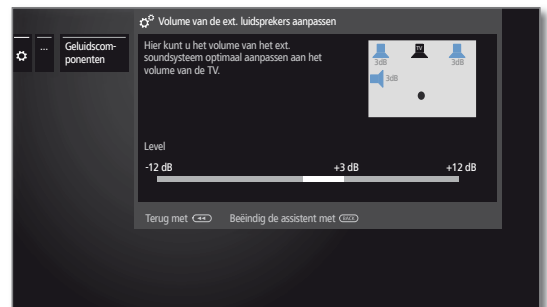 Volume van de ext. luidsprekers aanpassen
...
Geluidscom-
ponenten
Hier kunt u het volume van het ext.
soundsysteem optimaal aanpassen aan het
volume van de TV.
TV
3dB
3dB
3dB
Level
-12 dB +3 dB +12 dB
Terug met Beëindig de assistent met BACK